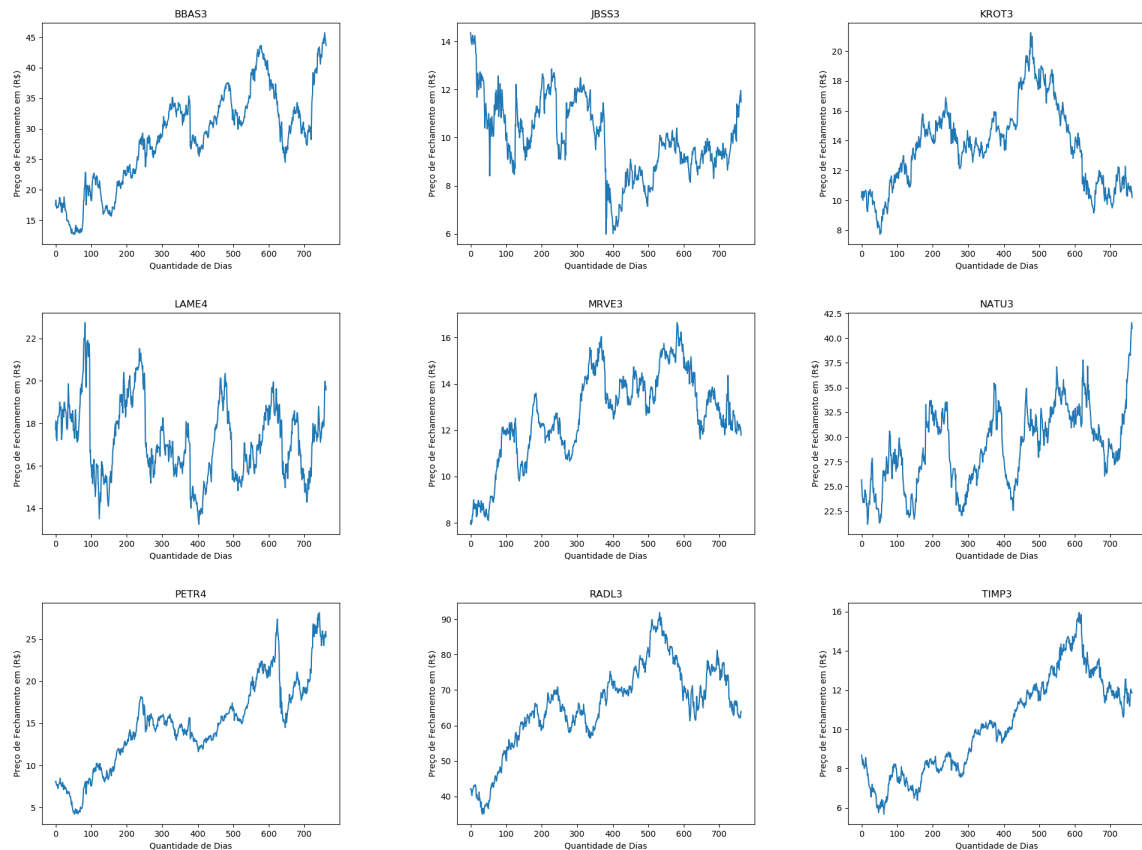 BBAS3
Preço de Fechamento em (R$)
45
40
35
30
25
20
15
0 100 200 300 400 500 600 700
Quantidade de Dias
JBSS3
Preço de Fechamento em (R$)
14
12
10
8
6
0 100 200 300 400 500 600 700
Quantidade de Dias
KROT3
Preço de Fechamento em (R$)
20
18
16
14
12
10
8
0 100 200 300 400 500 600 700
Quantidade de Dias
LAME4
Preço de Fechamento em (R$)
22
20
18
16
14
0 100 200 300 400 500 600 700
Quantidade de Dias
MRVE3
Preço de Fechamento em (R$)
16
14
12
10
8
0 100 200 300 400 500 600 700
Quantidade de Dias
NATU3
Preço de Fechamento em (R$)
42.5
40.0
37.5
35.0
32.5
30.0
27.5
25.0
22.5
0 100 200 300 400 500 600 700
Quantidade de Dias
PETR4
Preço de Fechamento em (R$)
25
20
15
10
5
0 100 200 300 400 500 600 700
Quantidade de Dias
RADL3
Preço de Fechamento em (R$)
90
80
70
60
50
40
0 100 200 300 400 500 600 700
Quantidade de Dias
TIMP3
Preço de Fechamento em (R$)
16
14
12
10
8
6
0 100 200 300 400 500 600 700
Quantidade de Dias